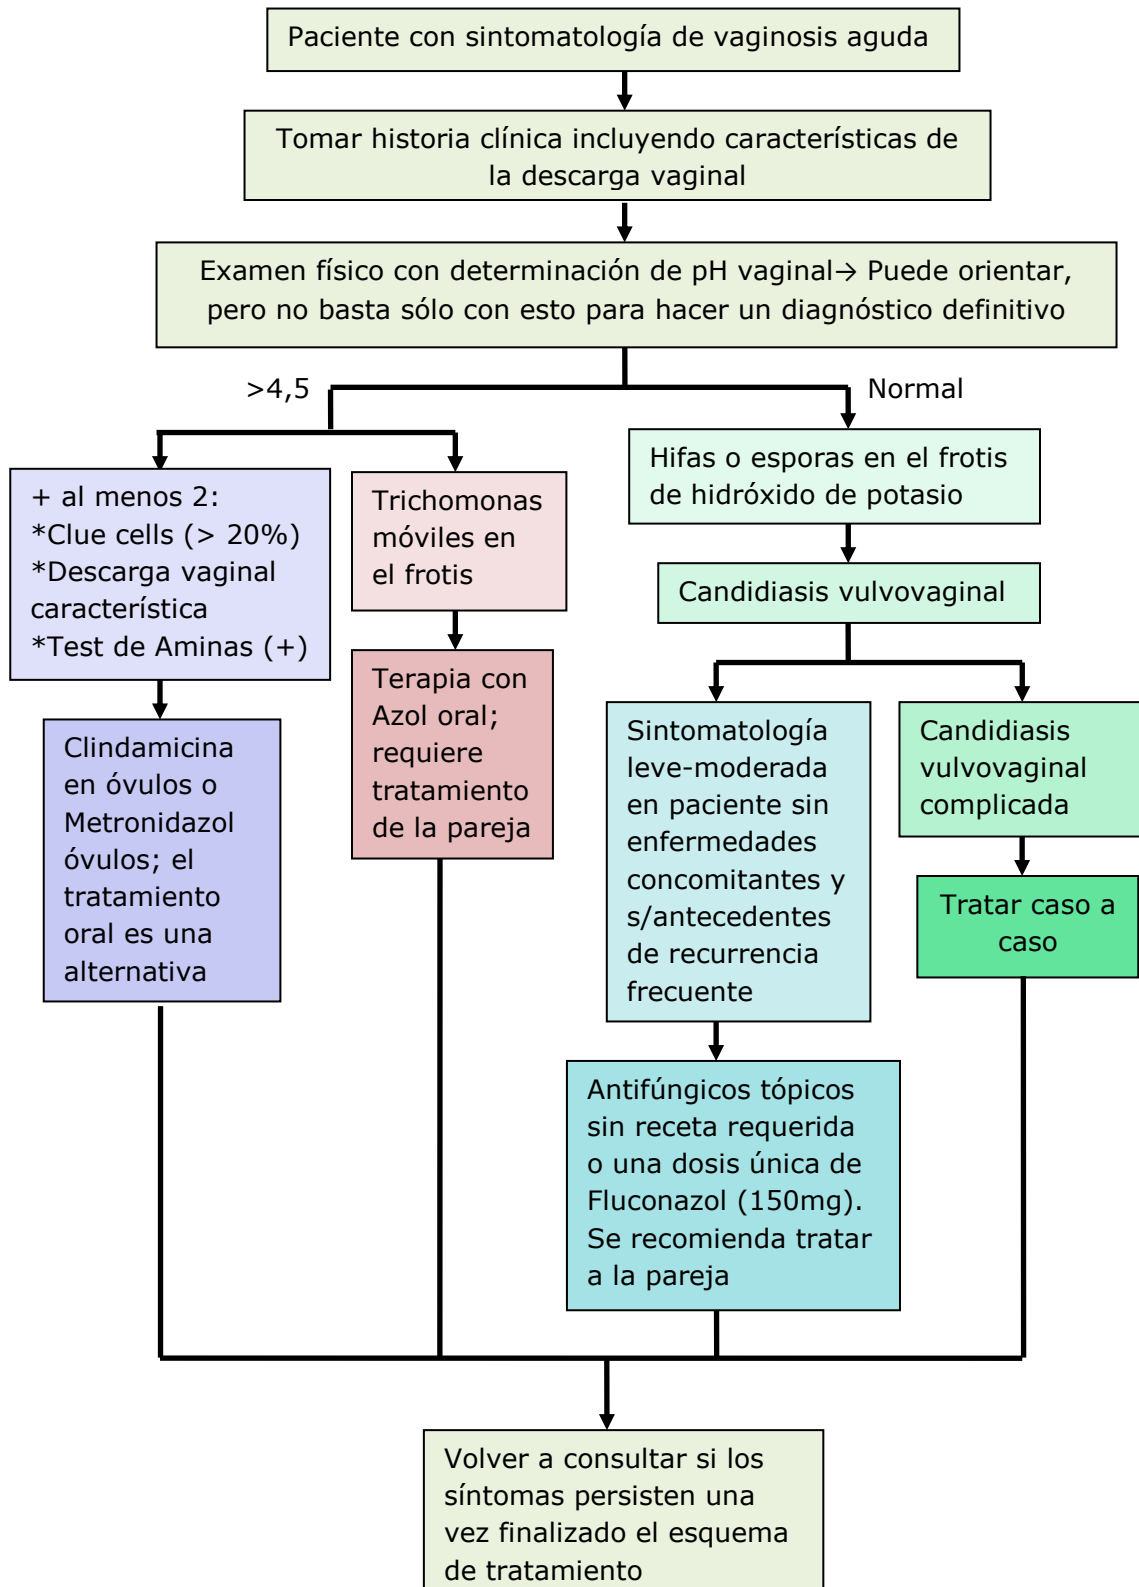 Paciente con sintomatología de vaginosis aguda
Tomar historia clínica incluyendo características de
la descarga vaginal
Examen físico con determinación de pH vaginal→ Puede orientar,
pero no basta sólo con esto para hacer un diagnóstico definitivo
>4,5
Normal
+ al menos 2:
*Clue cells (> 20%)
*Descarga vaginal
característica
*Test de Aminas (+)
Trichomonas
móviles en
el frotis
Hifas o esporas en el frotis
de hidróxido de potasio
Candidiasis vulvovaginal
Clindamicina
en óvulos o
Metronidazol
óvulos; el
tratamiento
oral es una
alternativa
Terapia con
Azol oral;
requiere
tratamiento
de la pareja
Sintomatología
leve-moderada
en paciente sin
enfermedades
concomitantes y
s/antecedentes
de recurrencia
frecuente
Candidiasis
vulvovaginal
complicada
Tratar caso a
caso
Antifúngicos tópicos
sin receta requerida
o una dosis única de
Fluconazol (150mg).
Se recomienda tratar
a la pareja
Volver a consultar si los
síntomas persisten una
vez finalizado el esquema
de tratamiento